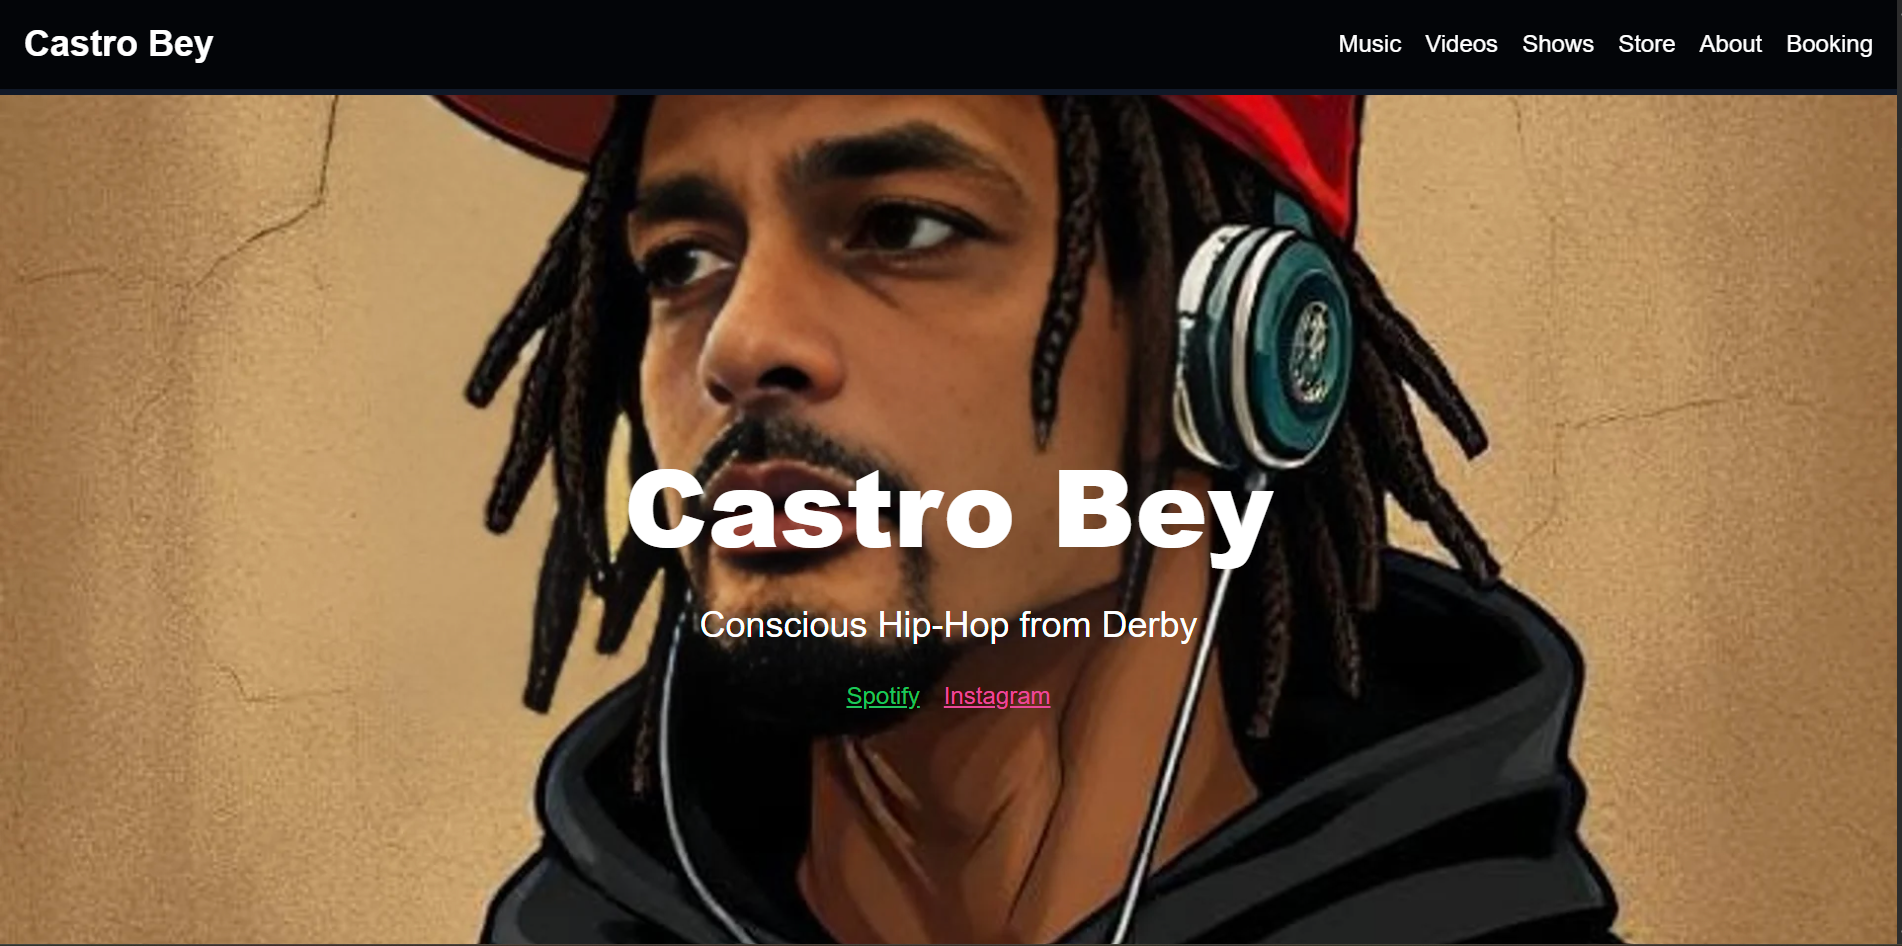 Castro Bey
Music Videos Shows Store About Booking
Castro Bey
Conscious Hip-Hop from Derby
Spotify Instagram